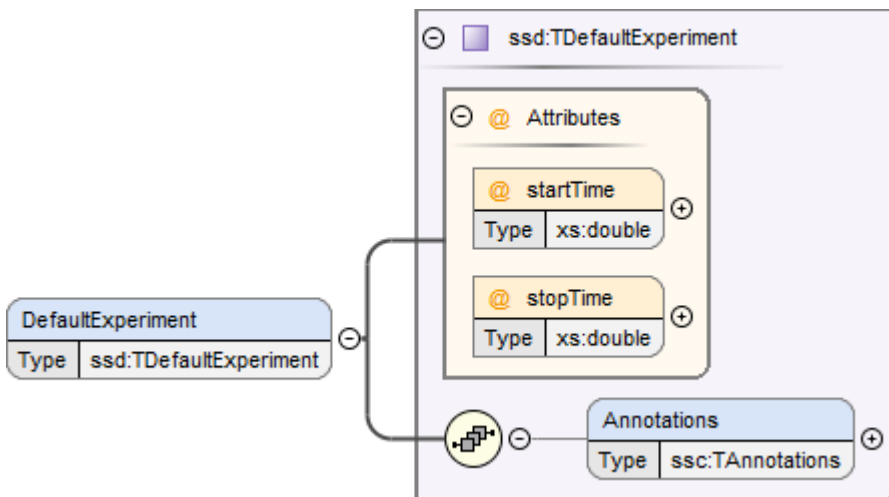 ssd:TDefaultExperiment
@ Attributes
@ startTime
Type xs:double
@ stopTime
Type xs:double
DefaultExperiment
Type ssd:TDefaultExperiment
Annotations
Type ssc:TAnnotations